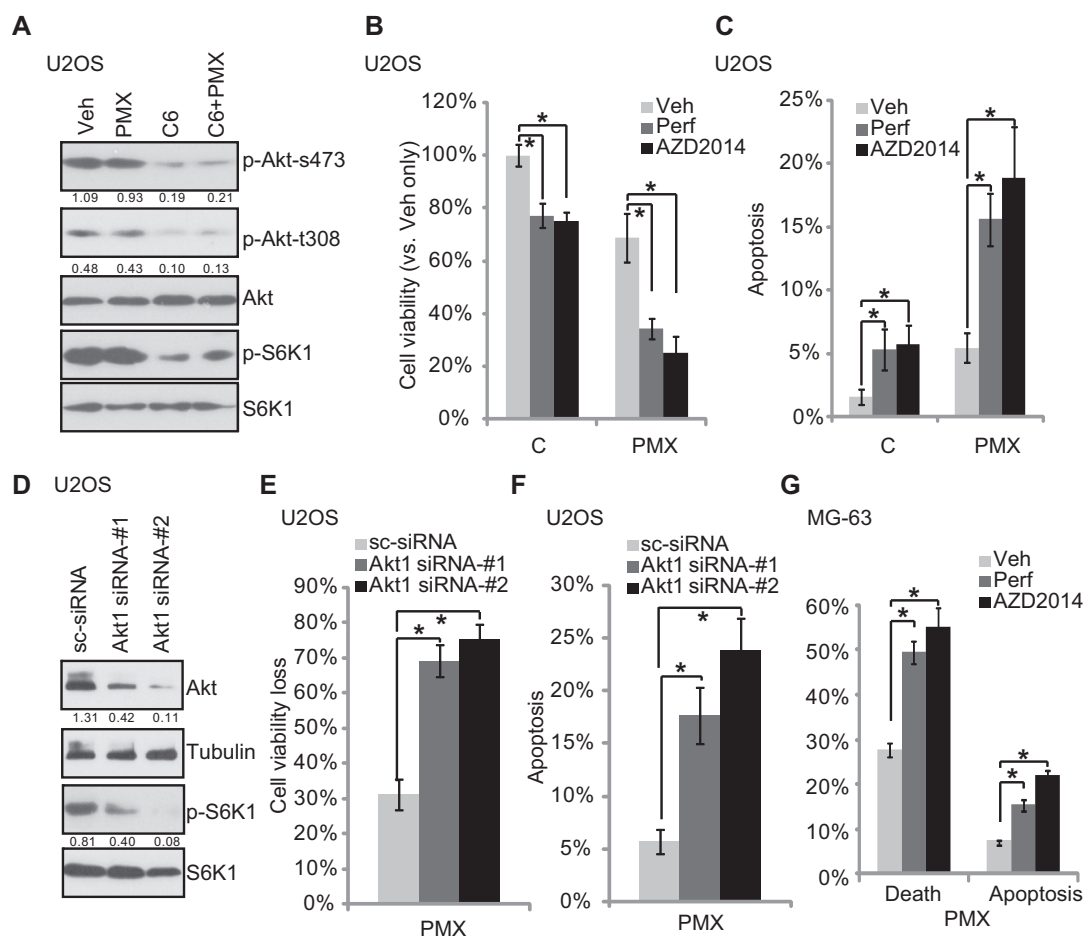 A
U2OS
Veh
PMX
C6
C6+PMX
p-Akt-s473
1.09 0.93 0.19 0.21
p-Akt-t308
0.48 0.43 0.10 0.13
Akt
p-S6K1
S6K1
B
U2OS
Veh
Perf
AZD2014
Cell viability (vs. Veh only)
120%
100%
80%
60%
40%
20%
0%
* * * *
C PMX
C
U2OS
Veh
Perf
AZD2014
Apoptosis
25%
20%
15%
10%
5%
0%
* * * *
C PMX
D
U2OS
sc-siRNA
Akt1 siRNA-#1
Akt1 siRNA-#2
Akt
1.31 0.42 0.11
Tubulin
p-S6K1
0.81 0.40 0.08
S6K1
E
U2OS
sc-siRNA
Akt1 siRNA-#1
Akt1 siRNA-#2
Cell viability loss
90%
80%
70%
60%
50%
40%
30%
20%
10%
0%
* *
PMX
F
U2OS
sc-siRNA
Akt1 siRNA-#1
Akt1 siRNA-#2
Apoptosis
30%
25%
20%
15%
10%
5%
0%
* *
PMX
G
MG-63
Veh
Perf
AZD2014
60%
50%
40%
30%
20%
10%
0%
* * * *
Death Apoptosis
PMX